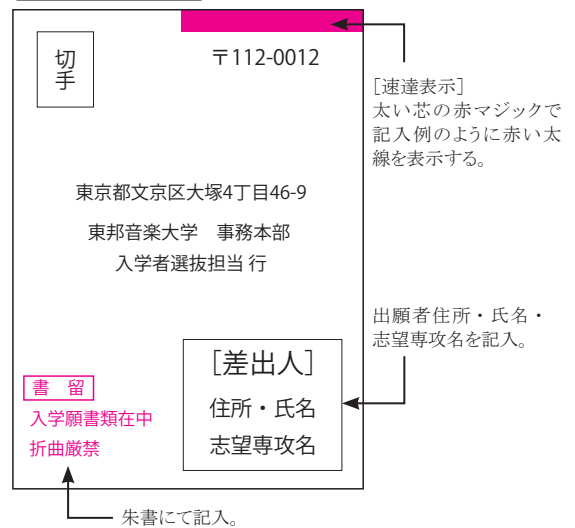 切手
〒112-0012
[速達表示]
太い芯の赤マジックで
記入例のように赤い太
線を表示する。
東京都文京区大塚4丁目46-9
東邦音楽大学　事務本部
入学者選抜担当 行
出願者住所・氏名・
志望専攻名を記入。
[差出人]
住所・氏名
志望専攻名
書　留
入学願書類在中
折曲厳禁
朱書にて記入。